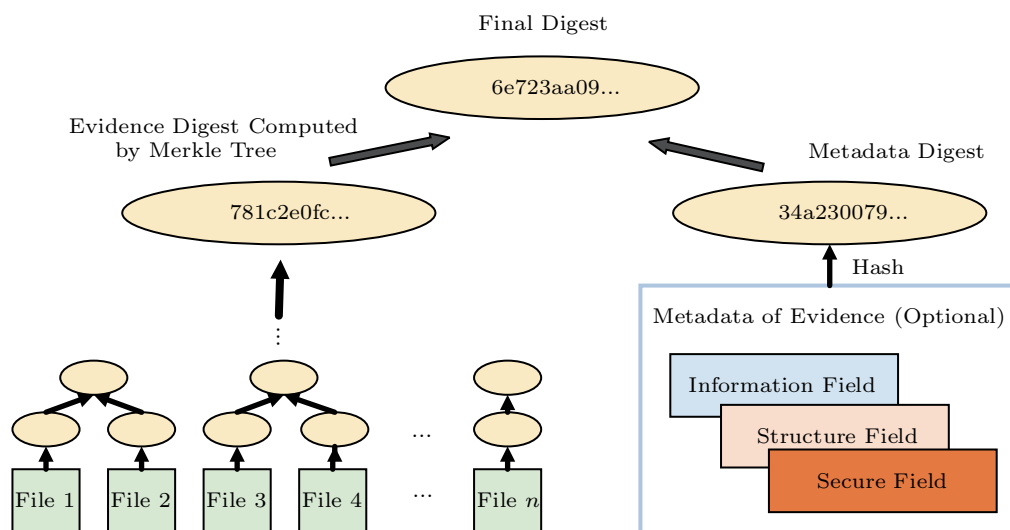 Final Digest
6e723aa09...
Evidence Digest Computed
by Merkle Tree
Metadata Digest
781c2e0fc...
34a230079...
Hash
Metadata of Evidence (Optional)
...
Information Field
Structure Field
Secure Field
...
File 1
File 2
File 3
File 4
...
File n